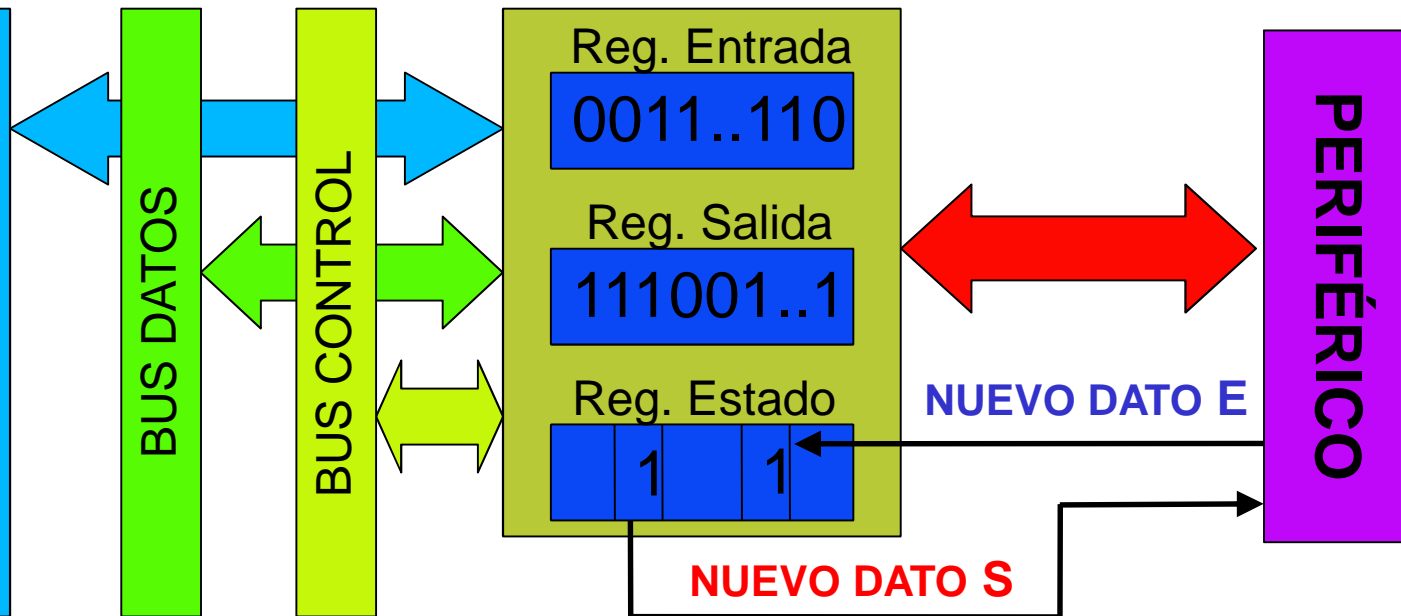 BUS DATOS
BUS CONTROL
Reg. Entrada
0011..110
Reg. Salida
111001..1
Reg. Estado
1 1
NUEVO DATO E
NUEVO DATO S
PERIFÉRICO